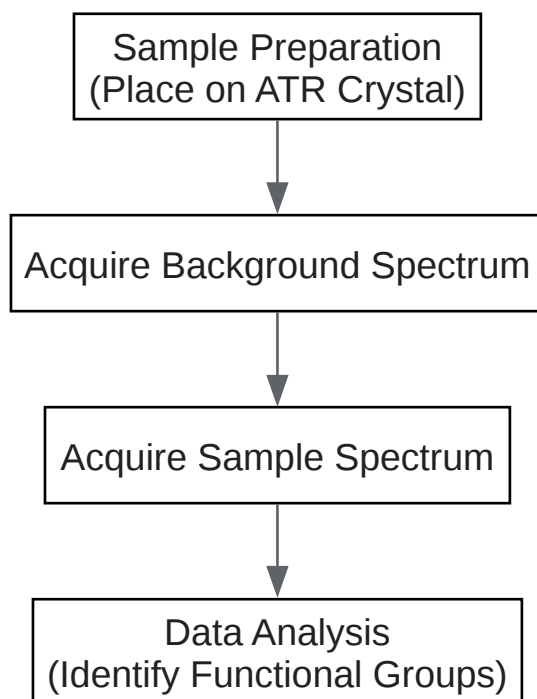 Sample Preparation
(Place on ATR Crystal)
Acquire Background Spectrum
Acquire Sample Spectrum
Data Analysis
(Identify Functional Groups)